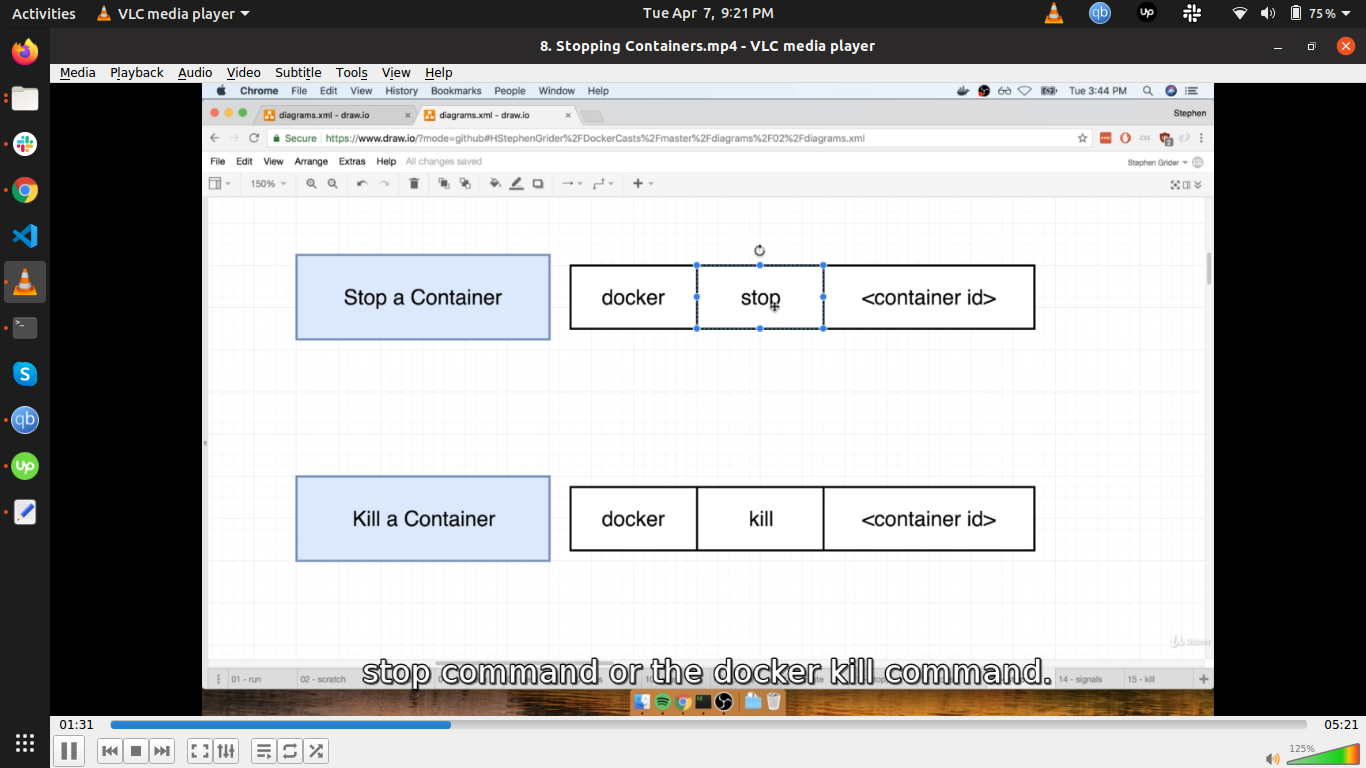 Activities VLC media player Tue Apr 7, 9:21 PM 75%
8. Stopping Containers.mp4 - VLC media player
Media Playback Audio Video Subtitle Tools View Help
Chrome File Edit View History Bookmarks People Window Help Tue 3:44 PM
diagrams.xml - draw.io × diagrams.xml - draw.io × Stephen
Secure https://www.draw.io/?mode=github#HStephenGrider%2FDockerCasts%2Fmaster%2Fdiagrams%2F02%2Fdiagrams.xml
File Edit View Arrange Extras Help All changes saved Stephen Grider
150%
Stop a Container docker stop <container id>
Kill a Container docker kill <container id>
stop command or the docker kill command.
01 - run 02 - scratch 14 - signals 15 - kill
01:31 05:21
125%